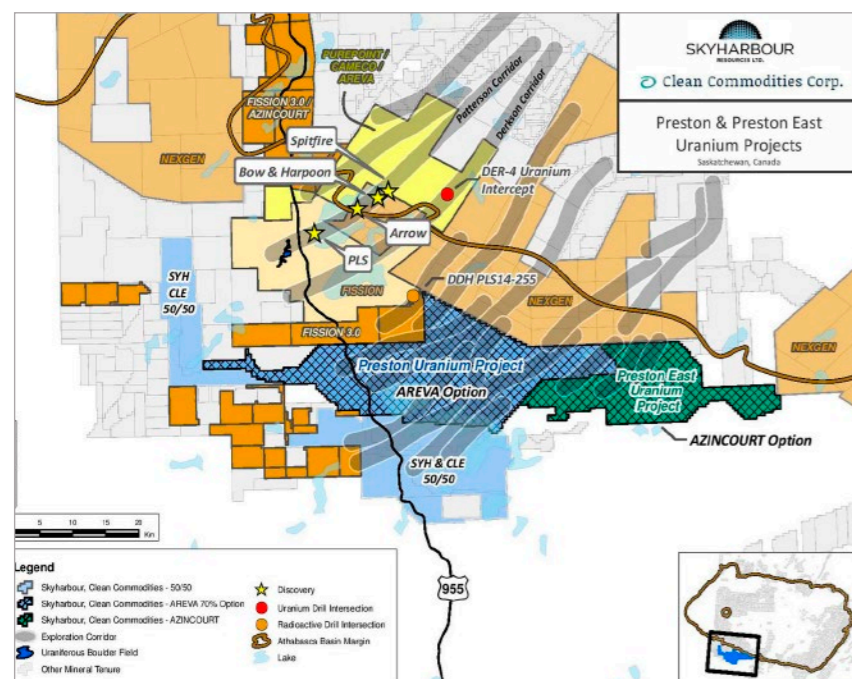 SKYHARBOUR
RESOURCES LTD.
Clean Commodities Corp.
Preston & Preston East
Uranium Projects
Saskatchewan, Canada
PUREPOINT /
CAMECO /
AREVA
Patterson Corridor
Derkson Corridor
FISSION 3.0 /
AZINCOURT
NEXGEN
Spitfire
Bow & Harpoon
DER-4 Uranium
Intercept
Arrow
PLS
SYH
CLE
50/50
FISSION
DDH PLS14-255
NEXGEN
FISSION 3.0
NEXGEN
Preston Uranium Project
AREVA Option
Preston East
Uranium
Project
AZINCOURT Option
SYH & CLE
50/50
5 10 15 20
Km
955
Legend
Skyharbour, Clean Commodities - 50/50
Skyharbour, Clean Commodities - AREVA 70% Option
Skyharbour, Clean Commodities - AZINCOURT
Exploration Corridor
Uraniferous Boulder Field
Other Mineral Tenure
Discovery
Uranium Drill Intersection
Radioactive Drill Intersection
Athabasca Basin Margin
Lake